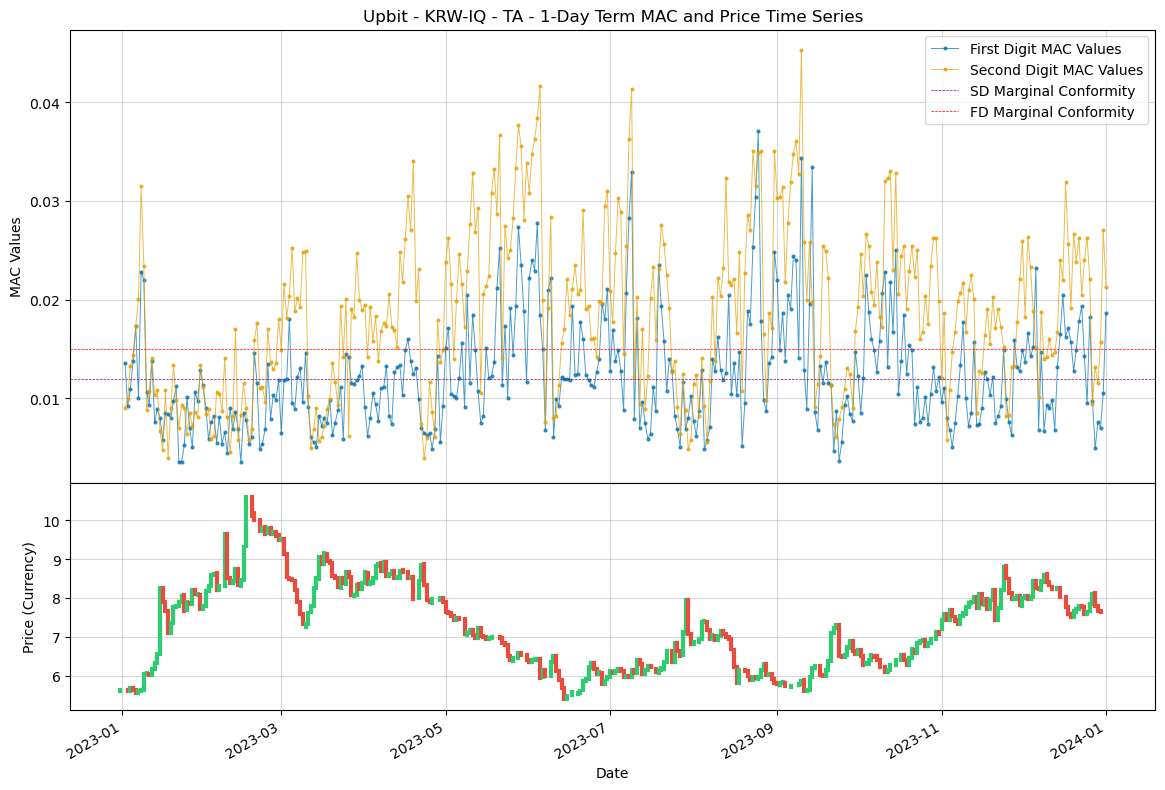 Upbit - KRW-IQ - TA - 1-Day Term MAC and Price Time Series
First Digit MAC Values
Second Digit MAC Values
SD Marginal Conformity
FD Marginal Conformity
MAC Values
0.04
0.03
0.02
0.01
Price (Currency)
10
9
8
7
6
2023-01
2023-03
2023-05
2023-07
2023-09
2023-11
2024-01
Date